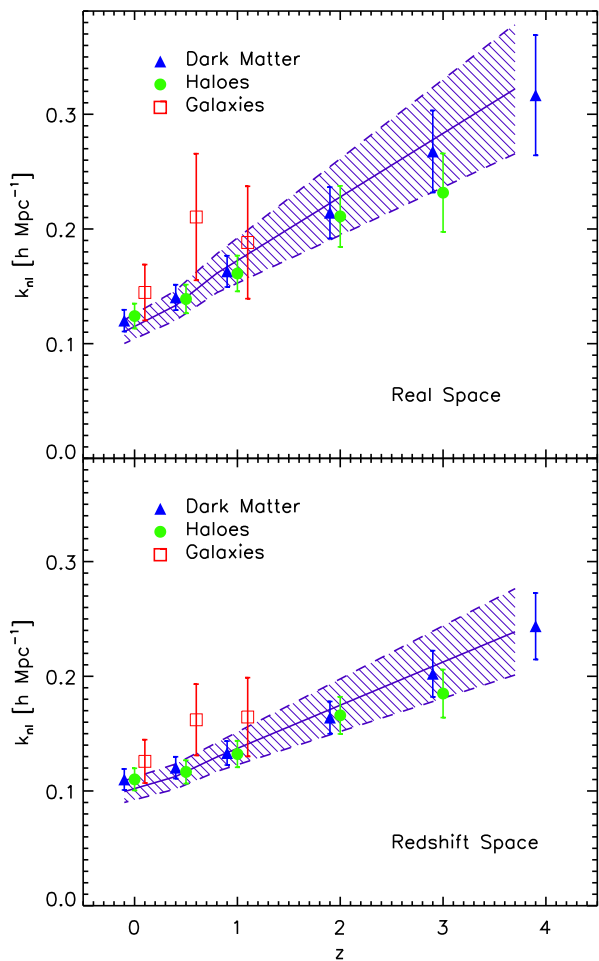 Dark Matter
Haloes
Galaxies
0.3
0.2
0.1
0.0
k_nl [h Mpc⁻¹]
Real Space
Dark Matter
Haloes
Galaxies
0.3
0.2
0.1
0.0
k_nl [h Mpc⁻¹]
Redshift Space
0 1 2 3 4
z